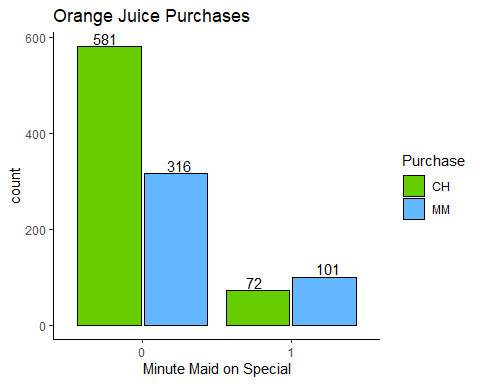 Orange Juice Purchases
600
400
200
0
count
581
316
72
101
0
1
Minute Maid on Special
Purchase
CH
MM